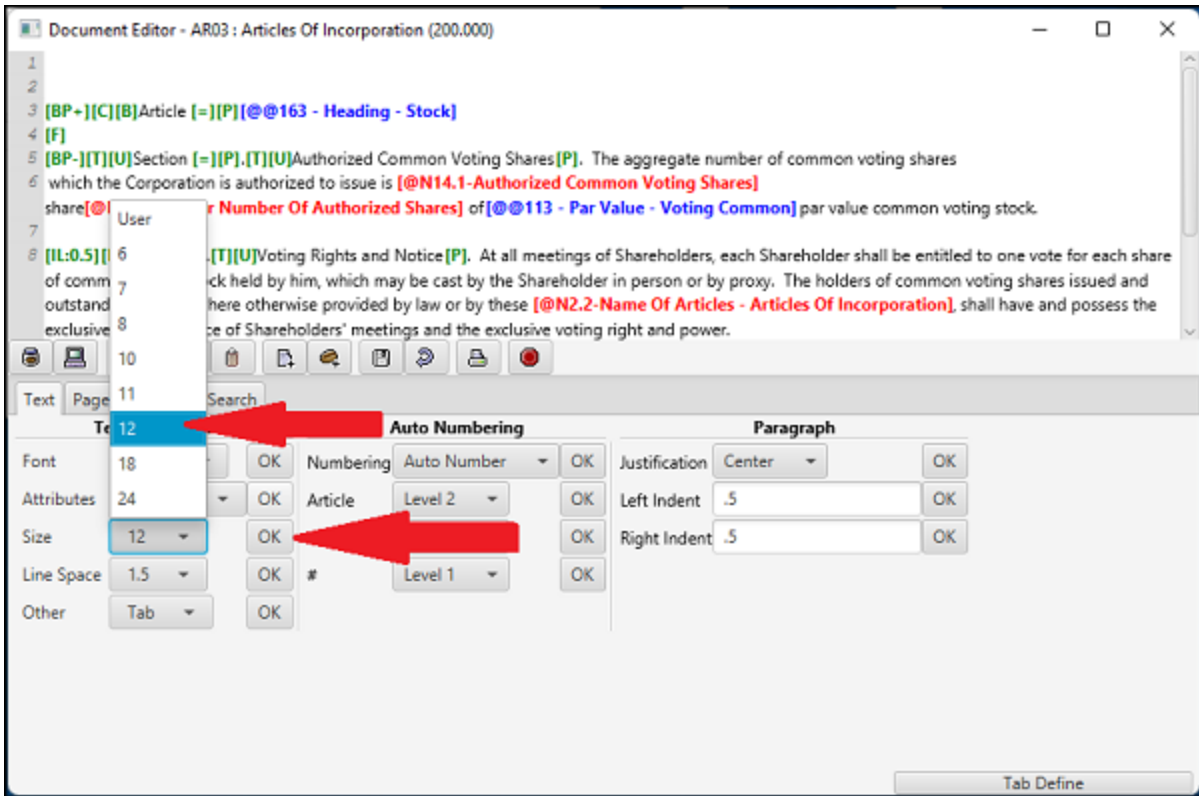 Document Editor - AR03 : Articles Of Incorporation (200.000)
1
2
3 [BP+][C][B]Article [=][P][@@163 - Heading - Stock]
4 [F]
5 [BP-][T][U]Section [=][P].[T][U]Authorized Common Voting Shares[P]. The aggregate number of common voting shares
6 which the Corporation is authorized to issue is [@N14.1-Authorized Common Voting Shares]
share[@ r Number Of Authorized Shares] of[@@113 - Par Value - Voting Common] par value common voting stock.
7
8 [IL:0.5][ .[T][U]Voting Rights and Notice[P]. At all meetings of Shareholders, each Shareholder shall be entitled to one vote for each share
of comm ck held by him, which may be cast by the Shareholder in person or by proxy. The holders of common voting shares issued and
outstand here otherwise provided by law or by these [@N2.2-Name Of Articles - Articles Of Incorporation], shall have and possess the
exclusive ce of Shareholders' meetings and the exclusive voting right and power.
User
6
7
8
10
11
12
18
24
Text Page Search
Te Auto Numbering Paragraph
Font OK Numbering Auto Number OK Justification Center OK
Attributes OK Article Level 2 OK Left Indent .5 OK
Size 12 OK OK Right Indent .5 OK
Line Space 1.5 OK # Level 1 OK
Other Tab OK
Tab Define